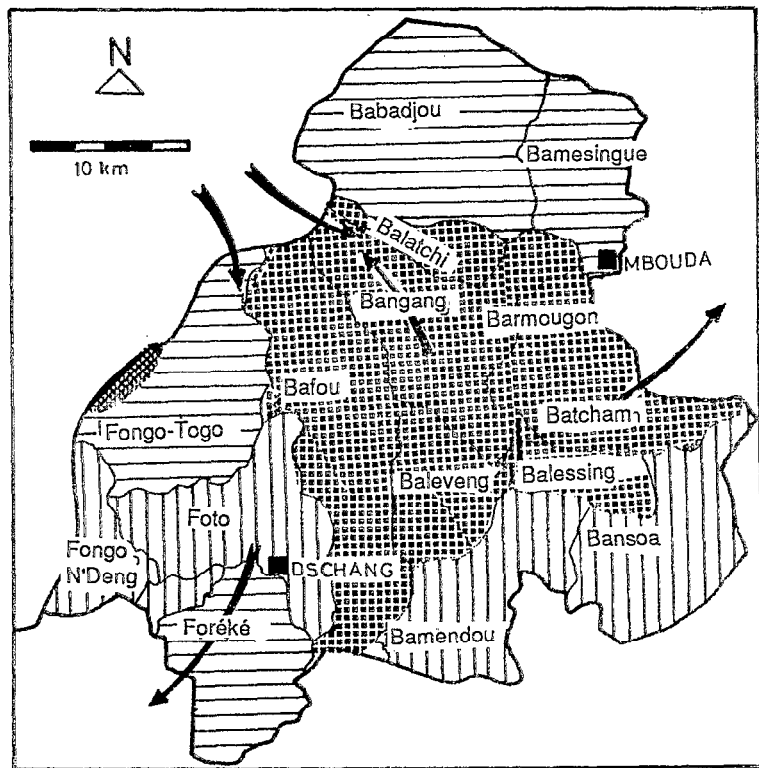 N
10 km
Babadjou
Bamesingue
Balatchi
MBOUDA
Bangang
Barmougon
Bafou
Batcham
Fongo-Togo
Baleveng
Balessing
Foto
Bansoa
Fongo
N'Deng
DSCHANG
Foréké
Bamendou